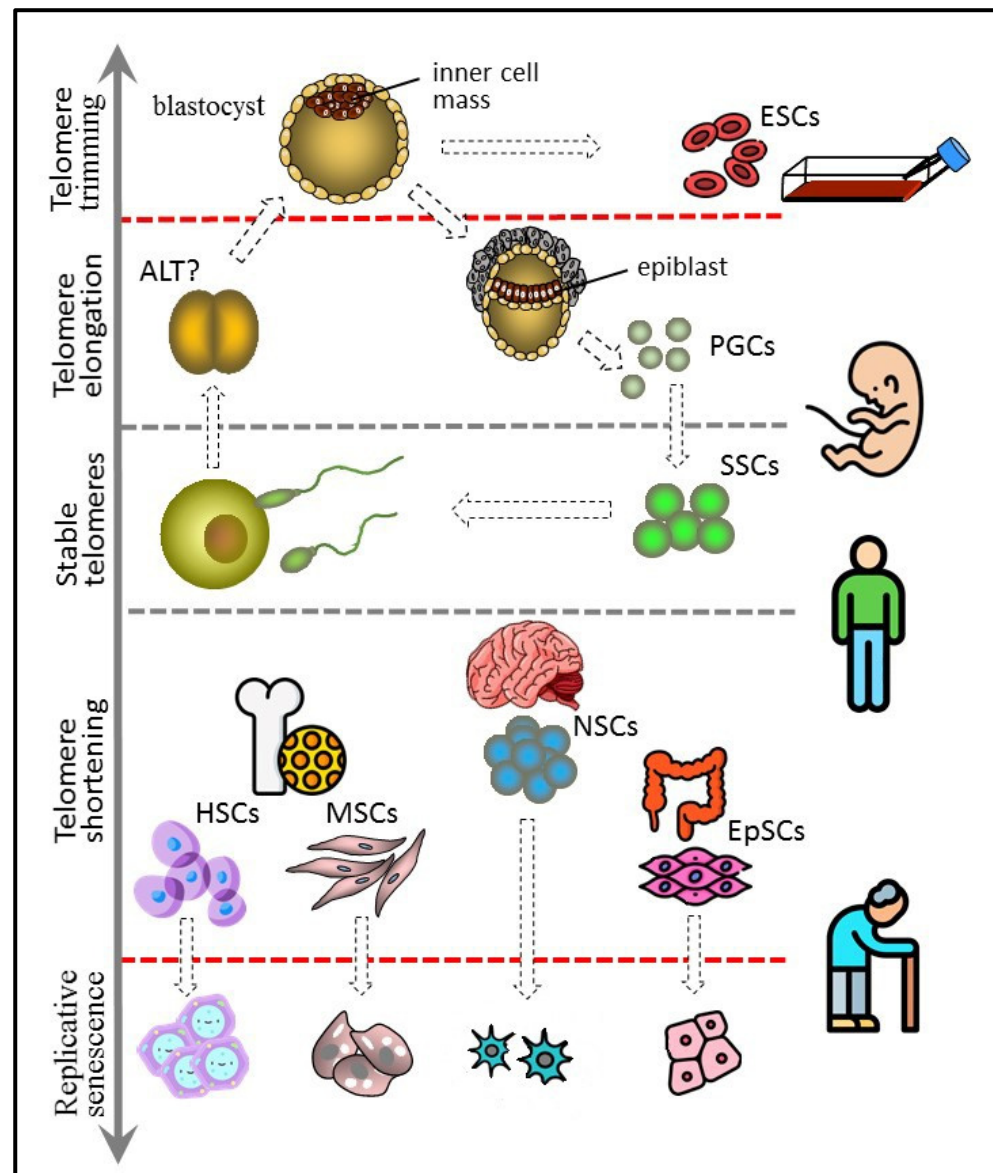 Telomere
trimming
blastocyst
inner cell
mass
ESCs
Telomere
elongation
ALT?
epiblast
PGCs
Stable
telomeres
SSCs
Telomere
shortening
NSCs
HSCs
MSCs
EpSCs
Replicative
senescence